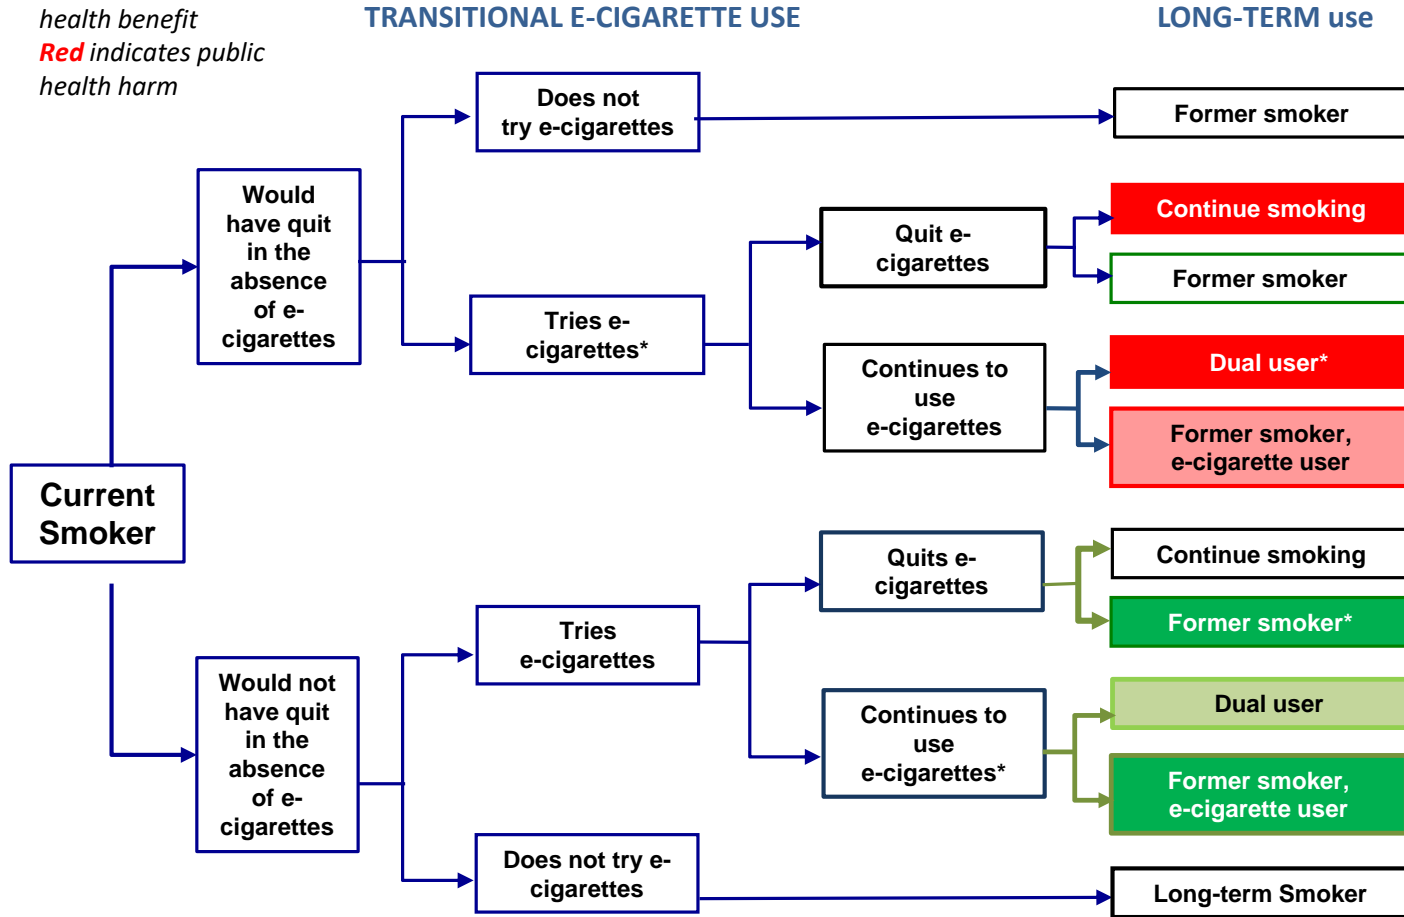 health benefit
Red indicates public
health harm
TRANSITIONAL E-CIGARETTE USE
LONG-TERM use
Does not
try e-cigarettes
Former smoker
Would
have quit
in the
absence
of e-
cigarettes
Quit e-
cigarettes
Continue smoking
Former smoker
Tries e-
cigarettes*
Continues to
use
e-cigarettes
Dual user*
Former smoker,
e-cigarette user
Current
Smoker
Quits e-
cigarettes
Continue smoking
Former smoker*
Tries
e-cigarettes
Would not
have quit
in the
absence
of e-
cigarettes
Continues to
use
e-cigarettes*
Dual user
Former smoker,
e-cigarette user
Does not try e-
cigarettes
Long-term Smoker